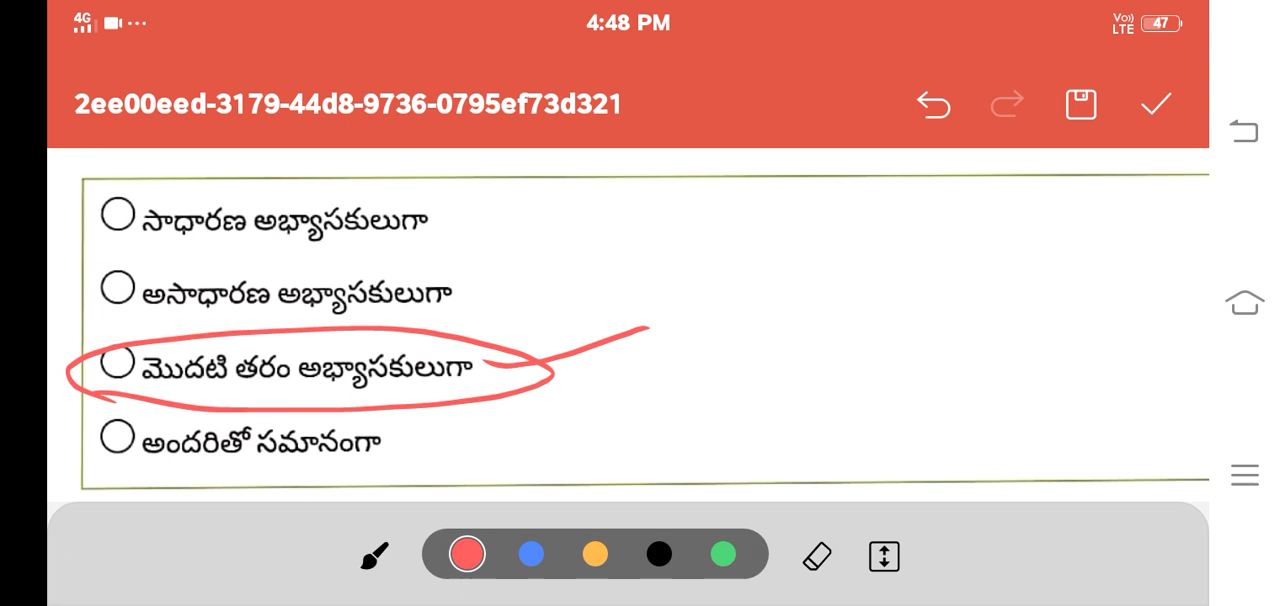 4G
4:48 PM
Vo))
LTE
47
2ee00eed-3179-44d8-9736-0795ef73d321
సాధారణ అభ్యాసకులుగా
అసాధారణ అభ్యాసకులుగా
మొదటి తరం అభ్యాసకులుగా
అందరితో సమానంగా